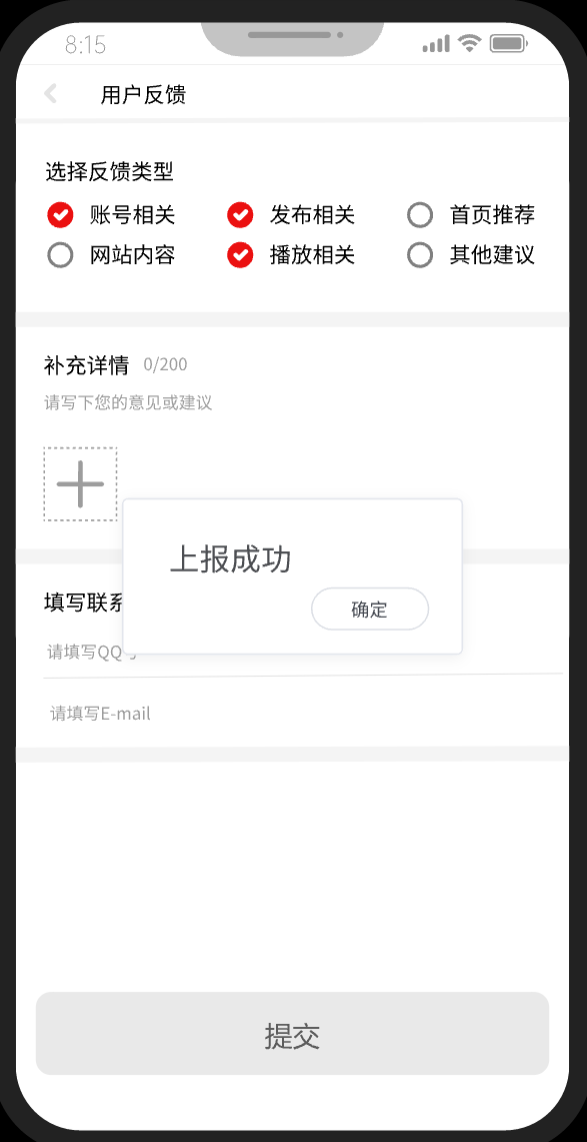 8:15
用户反馈
选择反馈类型
账号相关 发布相关 首页推荐
网站内容 播放相关 其他建议
补充详情 0/200
请写下您的意见或建议
上报成功
填写联系
确定
请填写QQ
请填写E-mail
提交